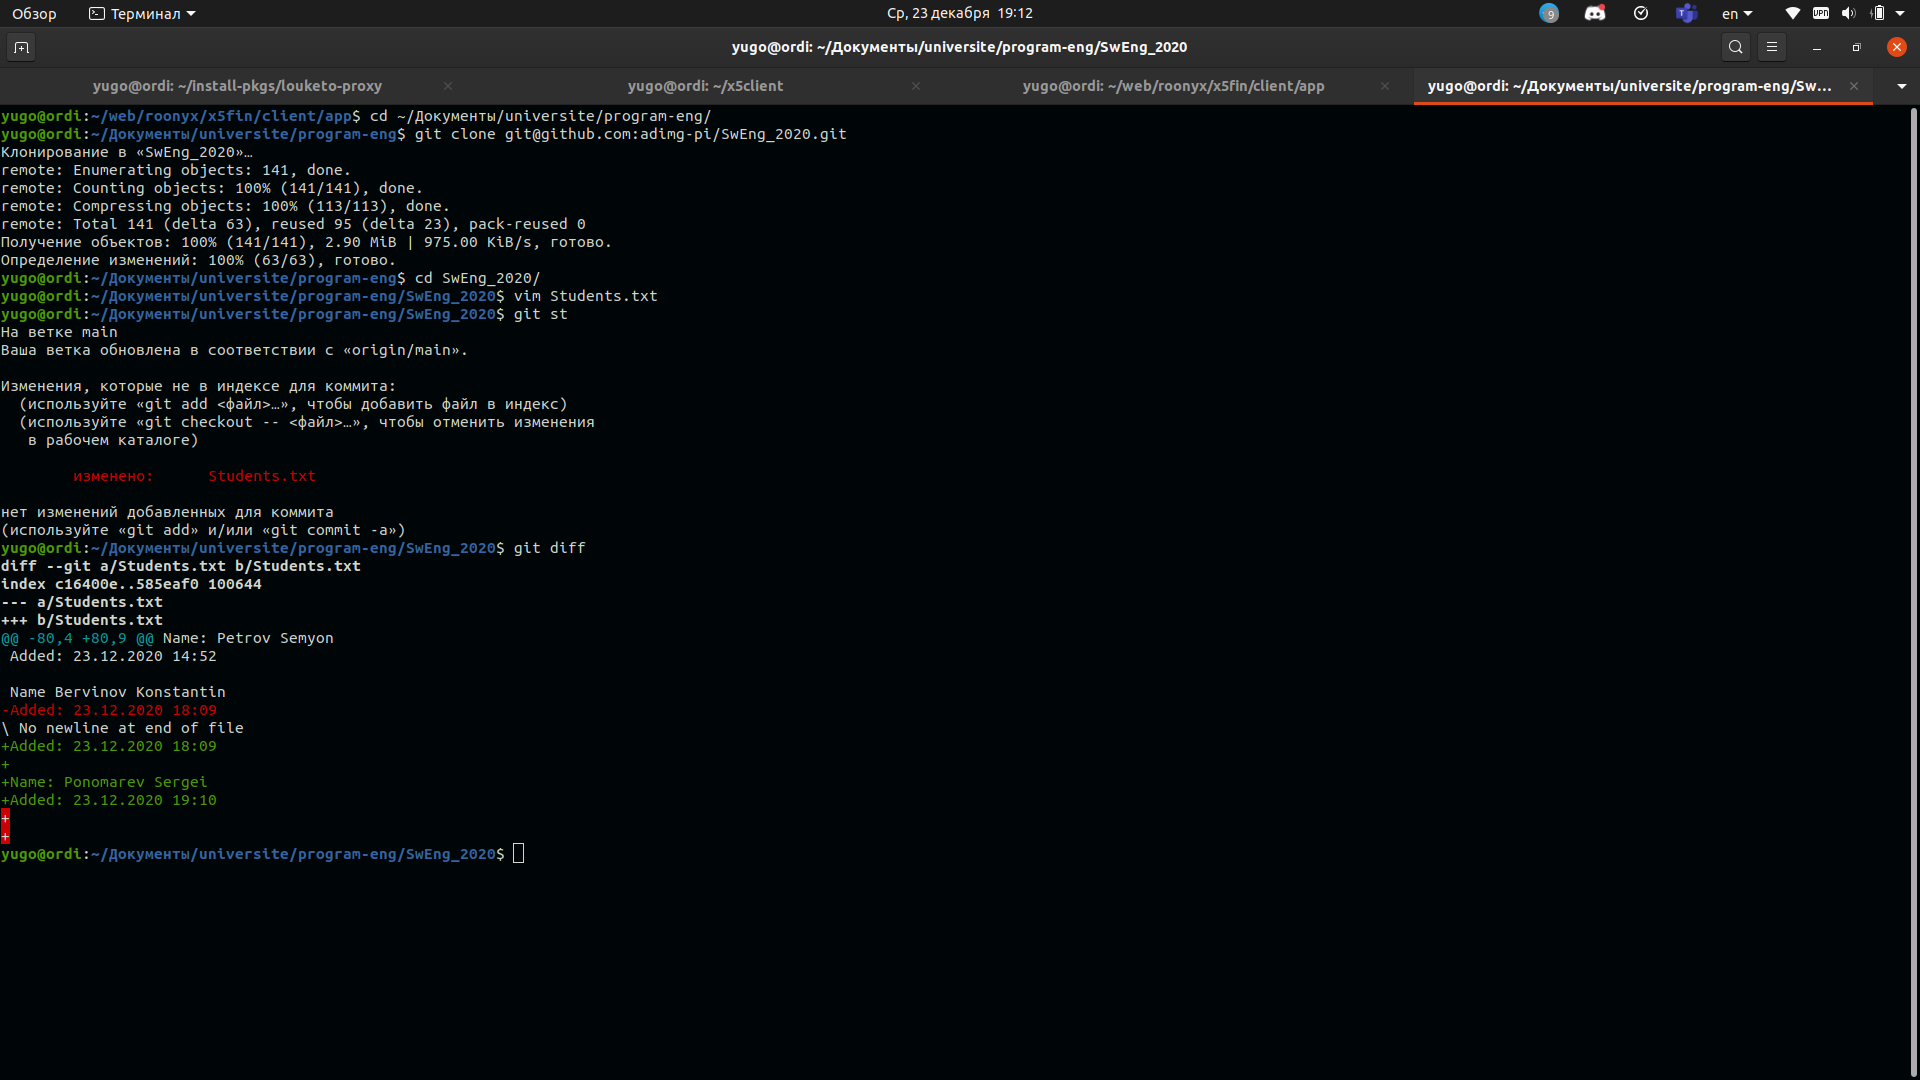 Обзор
Терминал
Ср, 23 декабря 19:12
9
en
VPN
yugo@ordi: ~/Документы/universite/program-eng/SwEng_2020
yugo@ordi: ~/install-pkgs/louketo-proxy
yugo@ordi: ~/x5client
yugo@ordi: ~/web/roonyx/x5fin/client/app
yugo@ordi: ~/Документы/universite/program-eng/Sw...
yugo@ordi:~/web/roonyx/x5fin/client/app$ cd ~/Документы/universite/program-eng/
yugo@ordi:~/Документы/universite/program-eng$ git clone git@github.com:adimg-pi/SwEng_2020.git
Клонирование в «SwEng_2020»…
remote: Enumerating objects: 141, done.
remote: Counting objects: 100% (141/141), done.
remote: Compressing objects: 100% (113/113), done.
remote: Total 141 (delta 63), reused 95 (delta 23), pack-reused 0
Получение объектов: 100% (141/141), 2.90 MiB | 975.00 KiB/s, готово.
Определение изменений: 100% (63/63), готово.
yugo@ordi:~/Документы/universite/program-eng$ cd SwEng_2020/
yugo@ordi:~/Документы/universite/program-eng/SwEng_2020$ vim Students.txt
yugo@ordi:~/Документы/universite/program-eng/SwEng_2020$ git st
На ветке main
Ваша ветка обновлена в соответствии с «origin/main».
Изменения, которые не в индексе для коммита:
(используйте «git add <файл>…», чтобы добавить файл в индекс)
(используйте «git checkout -- <файл>…», чтобы отменить изменения
в рабочем каталоге)
изменено:      Students.txt
нет изменений добавленных для коммита
(используйте «git add» и/или «git commit -a»)
yugo@ordi:~/Документы/universite/program-eng/SwEng_2020$ git diff
diff --git a/Students.txt b/Students.txt
index c16400e..585eaf0 100644
--- a/Students.txt
+++ b/Students.txt
@@ -80,4 +80,9 @@ Name: Petrov Semyon
Added: 23.12.2020 14:52
Name Bervinov Konstantin
-Added: 23.12.2020 18:09
\ No newline at end of file
+Added: 23.12.2020 18:09
+
+Name: Ponomarev Sergei
+Added: 23.12.2020 19:10
+
+
yugo@ordi:~/Документы/universite/program-eng/SwEng_2020$